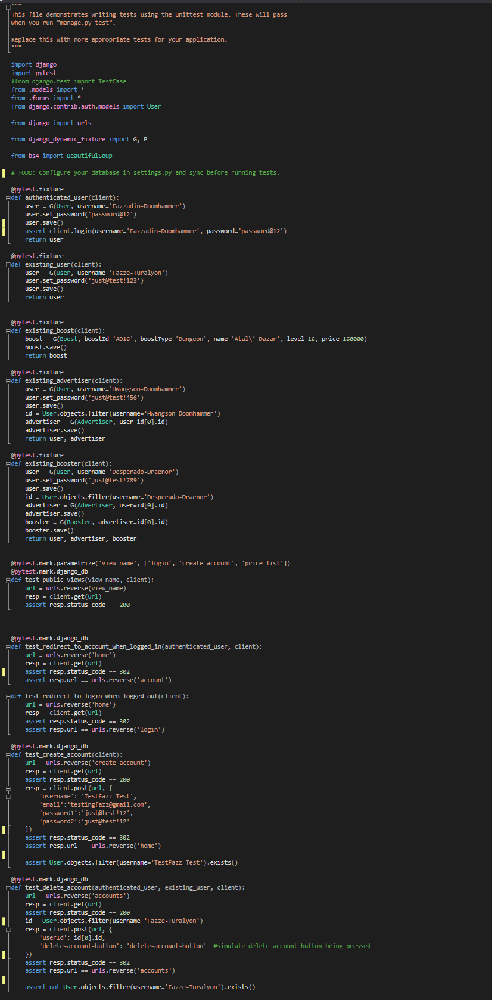 """
This file demonstrates writing tests using the unittest module. These will pass
when you run "manage.py test".
Replace this with more appropriate tests for your application.
"""
import django
import pytest
#from django.test import TestCase
from .models import *
from .forms import *
from django.contrib.auth.models import User
from django import urls
from django_dynamic_fixture import G, P
from bs4 import BeautifulSoup
# TODO: Configure your database in settings.py and sync before running tests.
@pytest.fixture
def authenticated_user(client):
    user = G(User, username='Fazzadin-Doomhammer')
    user.set_password('password@12')
    user.save()
    assert client.login(username='Fazzadin-Doomhammer', password='password@12')
    return user
@pytest.fixture
def existing_user(client):
    user = G(User, username='Fazze-Turalyon')
    user.set_password('just@test!123')
    user.save()
    return user
@pytest.fixture
def existing_boost(client):
    boost = G(Boost, boostId='AD16', boostType='Dungeon', name='Atal\' Dazar', level=16, price=160000)
    boost.save()
    return boost
@pytest.fixture
def existing_advertiser(client):
    user = G(User, username='Hwangson-Doomhammer')
    user.set_password('just@test!456')
    user.save()
    id = User.objects.filter(username='Hwangson-Doomhammer')
    advertiser = G(Advertiser, user=id[0].id)
    advertiser.save()
    return user, advertiser
@pytest.fixture
def existing_booster(client):
    user = G(User, username='Desperado-Draenor')
    user.set_password('just@test!789')
    user.save()
    id = User.objects.filter(username='Desperado-Draenor')
    advertiser = G(Advertiser, user=id[0].id)
    advertiser.save()
    booster = G(Booster, advertiser=id[0].id)
    booster.save()
    return user, advertiser, booster
@pytest.mark.parametrize('view_name', ['login', 'create_account', 'price_list'])
@pytest.mark.django_db
def test_public_views(view_name, client):
    url = urls.reverse(view_name)
    resp = client.get(url)
    assert resp.status_code == 200
@pytest.mark.django_db
def test_redirect_to_account_when_logged_in(authenticated_user, client):
    url = urls.reverse('home')
    resp = client.get(url)
    assert resp.status_code == 302
    assert resp.url == urls.reverse('account')
def test_redirect_to_login_when_logged_out(client):
    url = urls.reverse('home')
    resp = client.get(url)
    assert resp.status_code == 302
    assert resp.url == urls.reverse('login')
@pytest.mark.django_db
def test_create_account(client):
    url = urls.reverse('create_account')
    resp = client.get(url)
    assert resp.status_code == 200
    resp = client.post(url, {
        'username': 'TestFazz-Test',
        'email':'testingfazz@gmail.com',
        'password1':'just@test!12',
        'password2':'just@test!12'
    })
    assert resp.status_code == 302
    assert resp.url == urls.reverse('home')
    assert User.objects.filter(username='TestFazz-Test').exists()
@pytest.mark.django_db
def test_delete_account(authenticated_user, existing_user, client):
    url = urls.reverse('accounts')
    resp = client.get(url)
    assert resp.status_code == 200
    id = User.objects.filter(username='Fazze-Turalyon')
    resp = client.post(url, {
        'userId': id[0].id,
        'delete-account-button': 'delete-account-button'  #simulate delete account button being pressed
    })
    assert resp.status_code == 302
    assert resp.url == urls.reverse('accounts')
    assert not User.objects.filter(username='Fazze-Turalyon').exists()